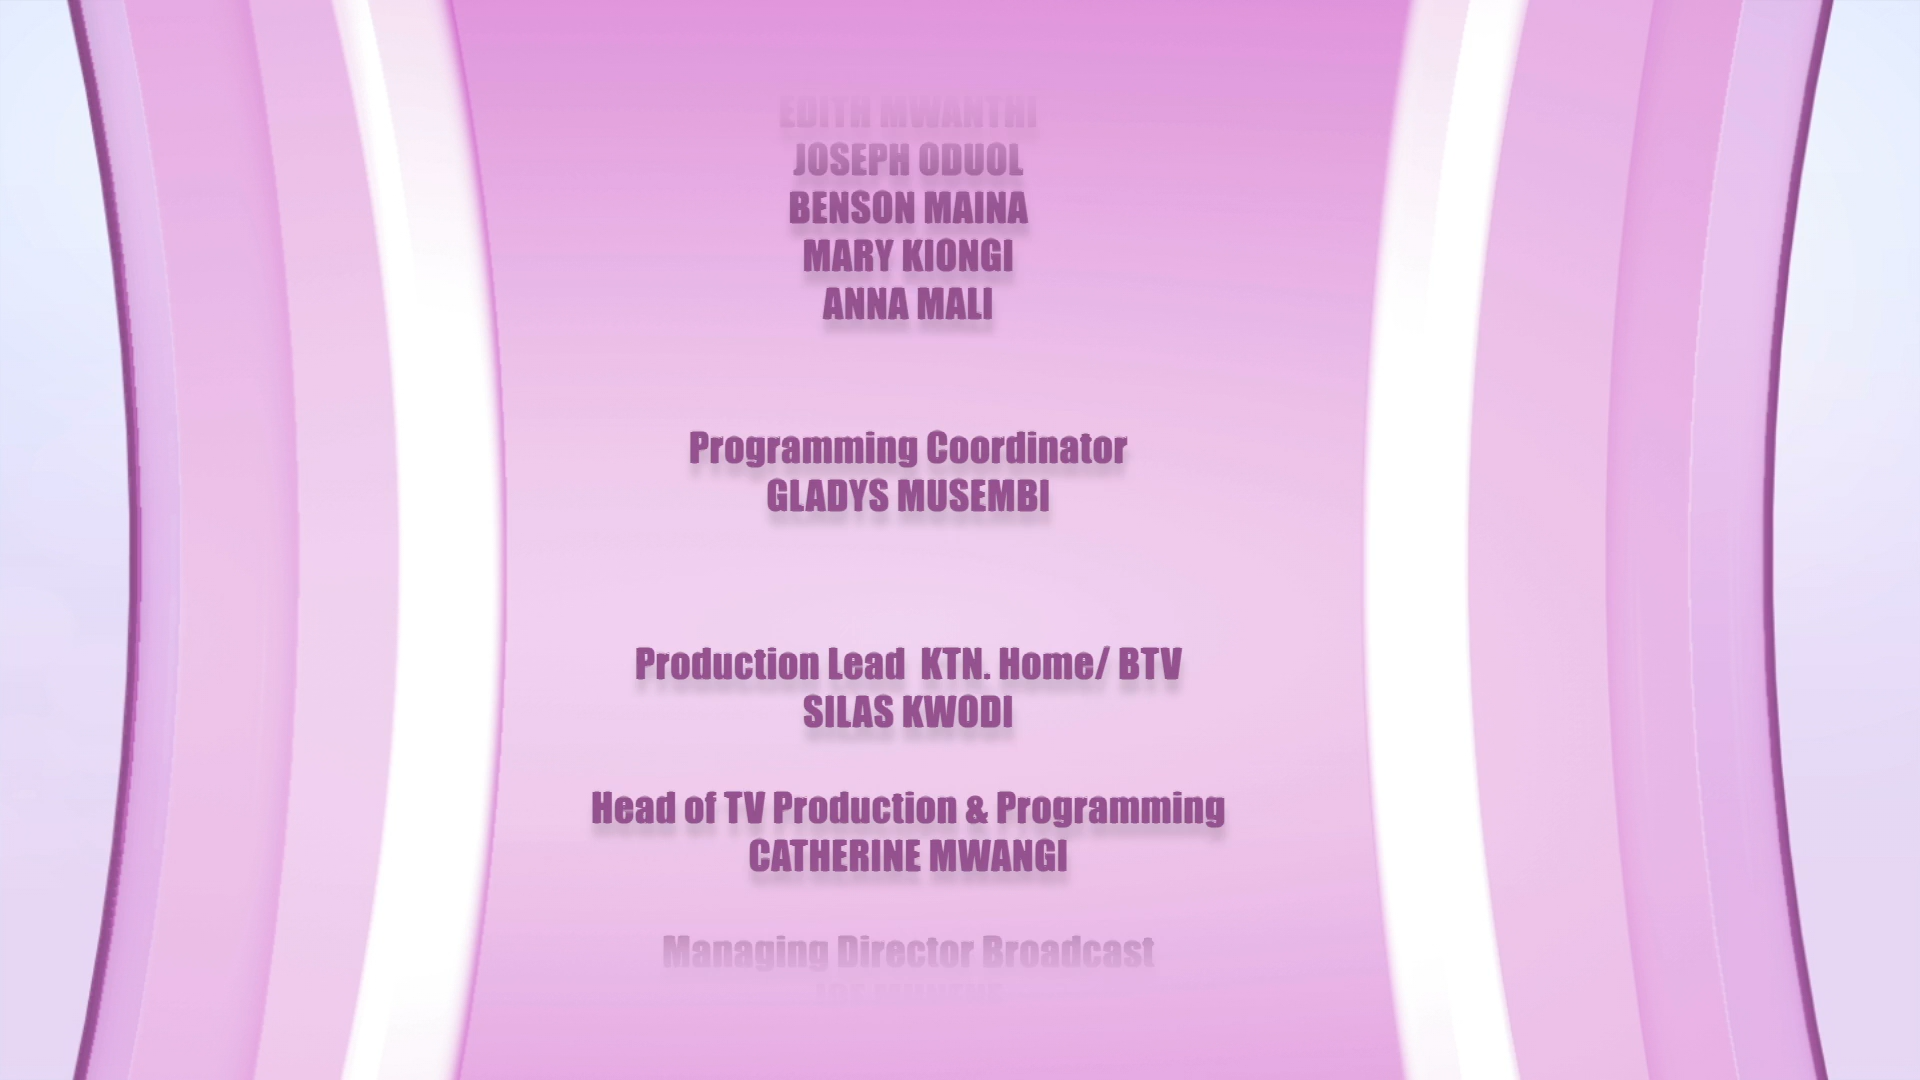 EDITH MWANTHI
JOSEPH ODUOL
BENSON MAINA
MARY KIONGI
ANNA MALI
Programming Coordinator
GLADYS MUSEMBI
Production Lead  KTN. Home/ BTV
SILAS KWODI
Head of TV Production & Programming
CATHERINE MWANGI
Managing Director Broadcast